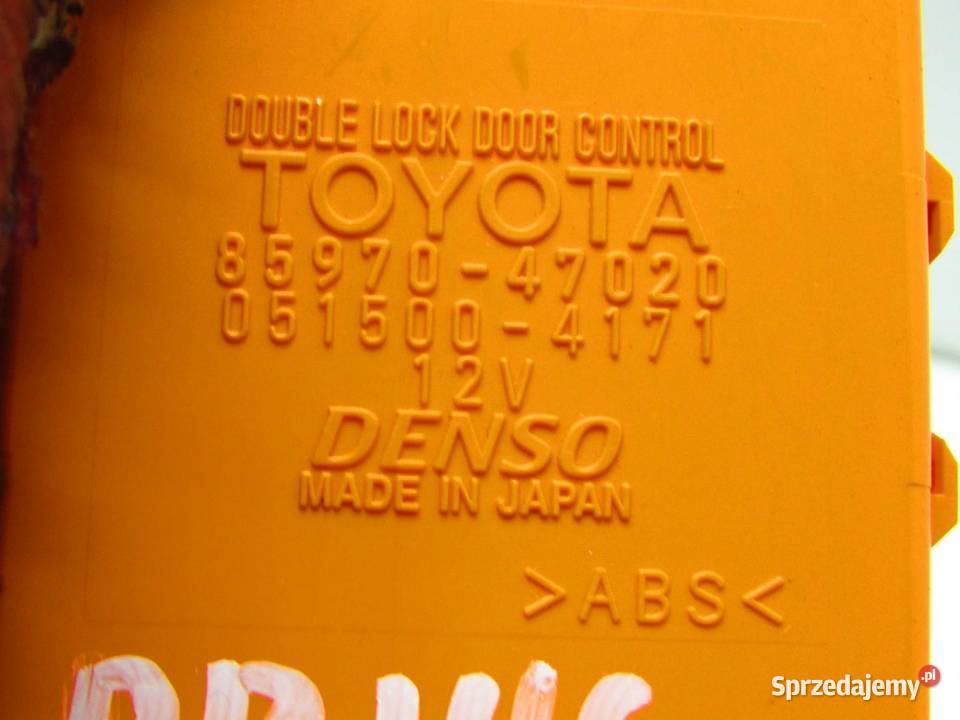 DOUBLE LOCK DOOR CONTROL
TOYOTA
85970-47020
051500-4171
12V
DENSO
MADE IN JAPAN
>ABS<
Sprzedajemy.pl